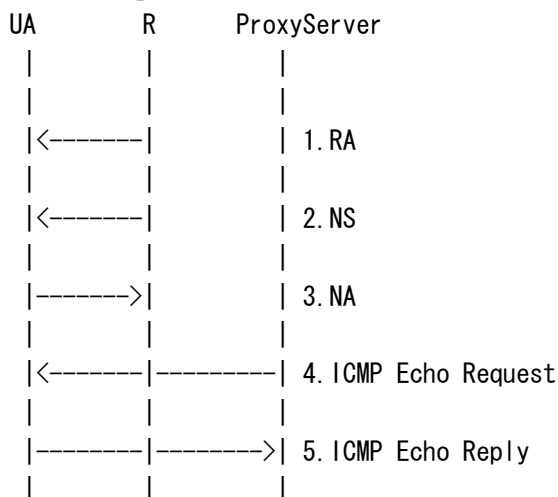 UA R ProxyServer
| | |
| | |
|<-------| | 1.RA
| | |
|<-------| | 2.NS
| | |
|------->| | 3.NA
| | |
|<-------|---------| 4.ICMP Echo Request
| | |
|--------|-------->| 5.ICMP Echo Reply
| | |